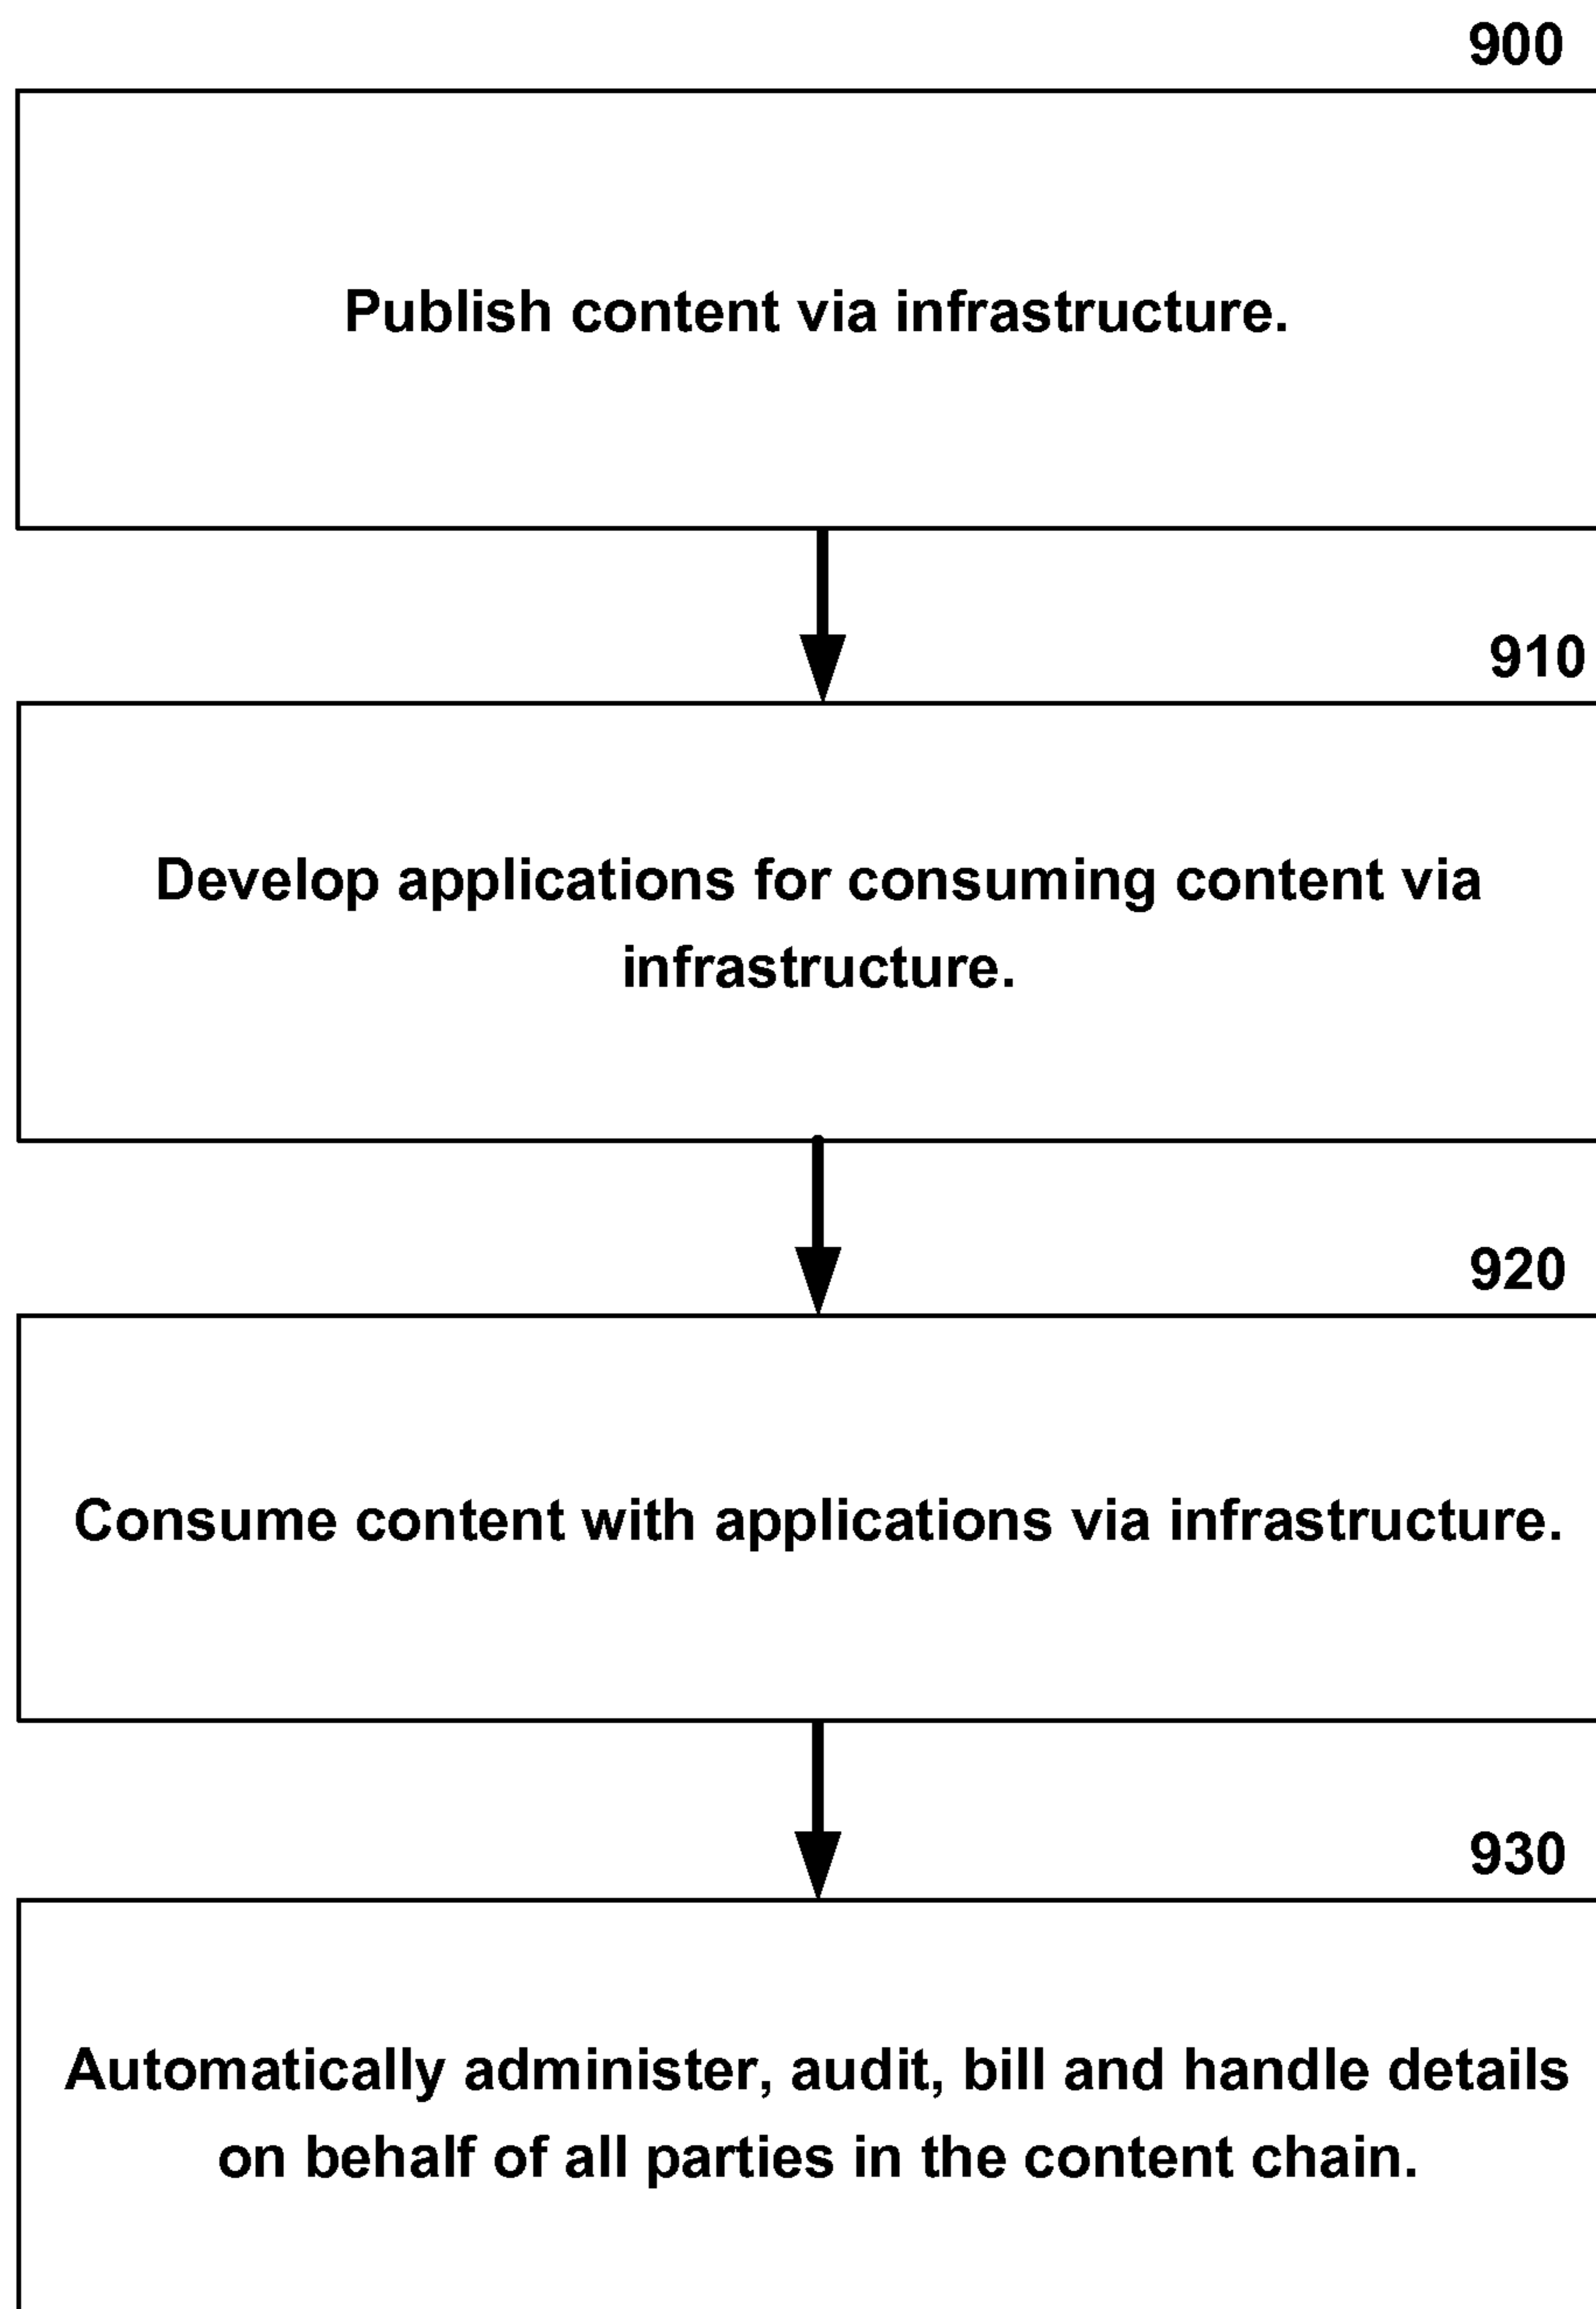 900
Publish content via infrastructure.
910
Develop applications for consuming content via
infrastructure.
920
Consume content with applications via infrastructure.
930
Automatically administer, audit, bill and handle details
on behalf of all parties in the content chain.